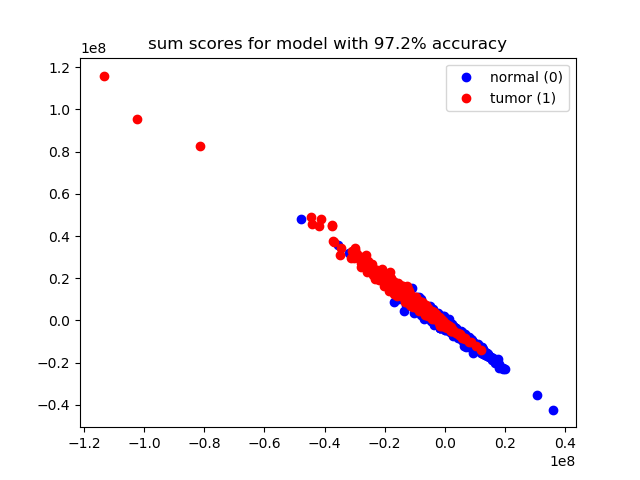 sum scores for model with 97.2% accuracy
1e8
normal (0)
tumor (1)
1.2
1.0
0.8
0.6
0.4
0.2
0.0
−0.2
−0.4
−1.2 −1.0 −0.8 −0.6 −0.4 −0.2 0.0 0.2 0.4
1e8